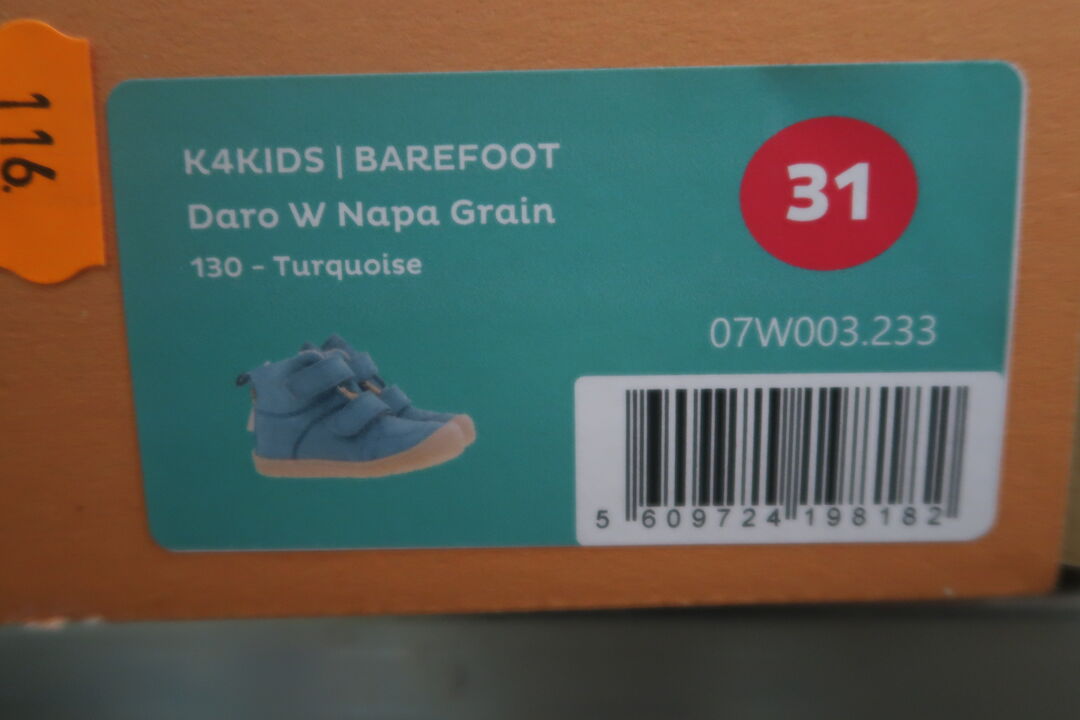 116.
K4KIDS | BAREFOOT
Daro W Napa Grain
130 - Turquoise
31
07W003.233
5 609724 198182